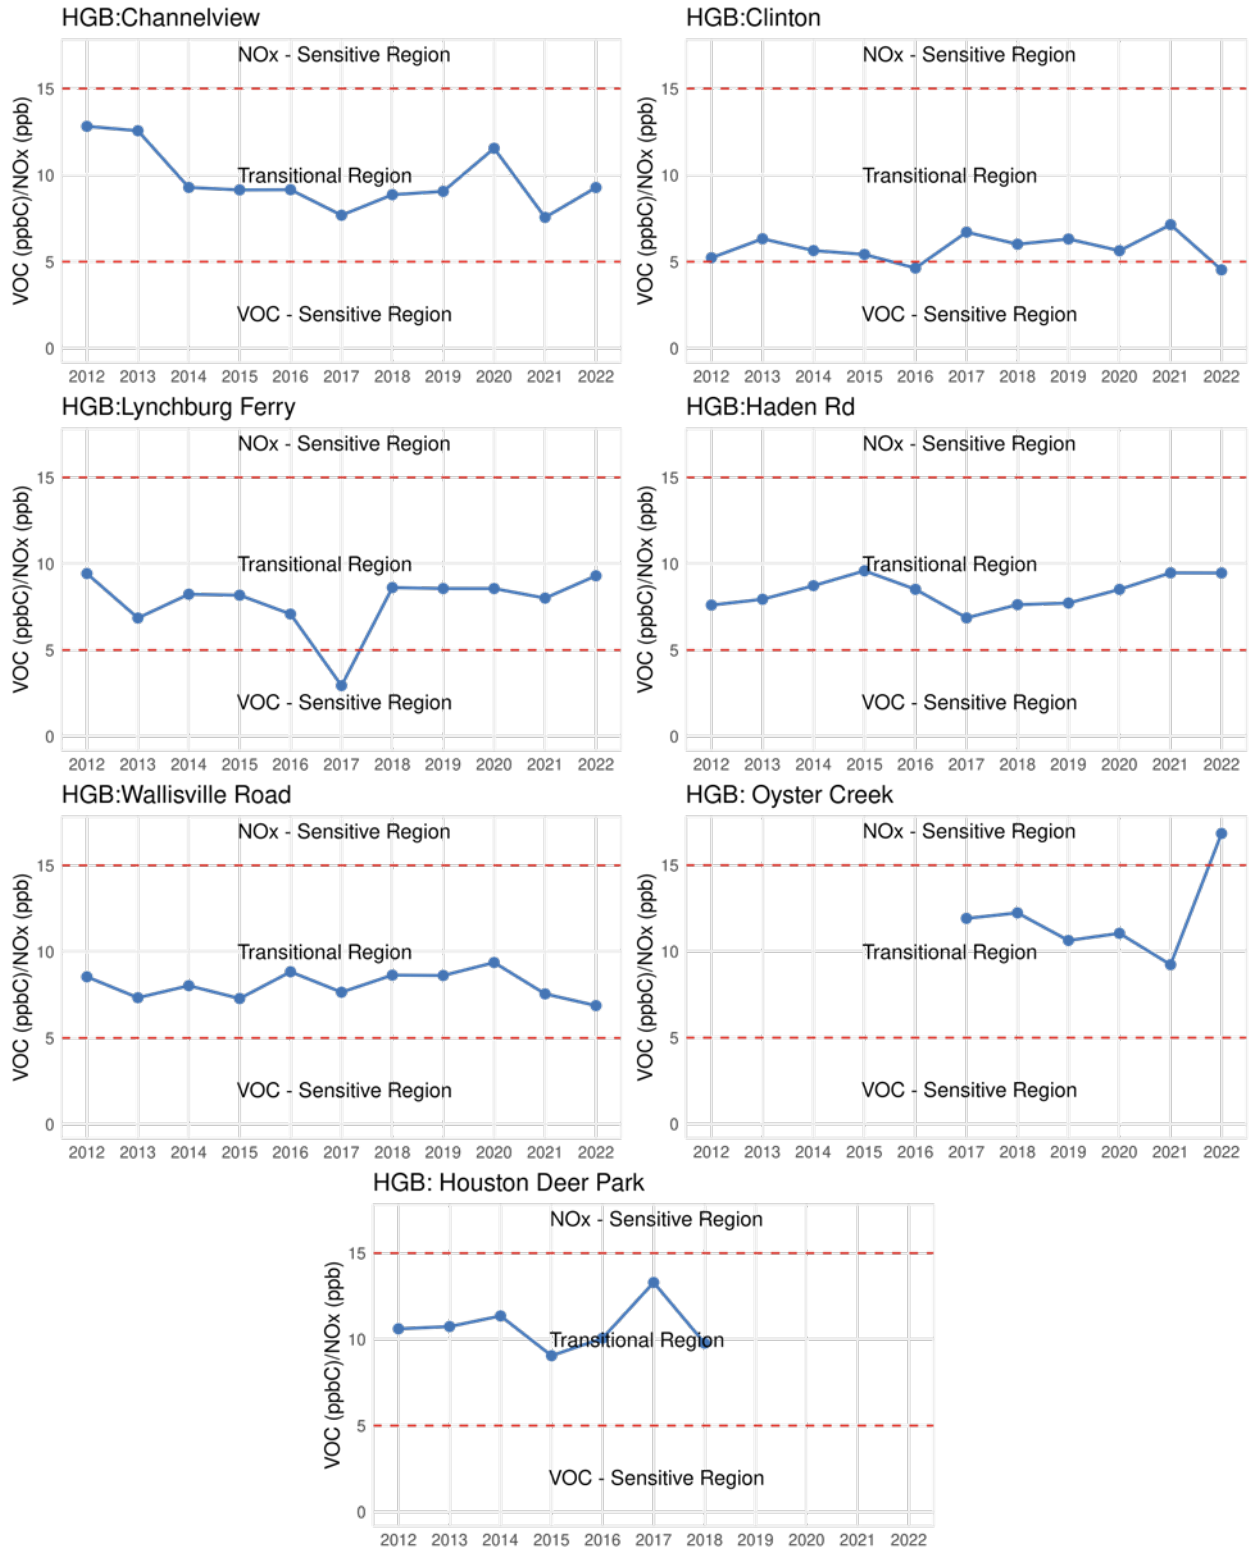 HGB:Channelview
NOx - Sensitive Region
15
10
5
0
Transitional Region
VOC - Sensitive Region
VOC (ppbC)/NOx (ppb)
2012 2013 2014 2015 2016 2017 2018 2019 2020 2021 2022
HGB:Clinton
NOx - Sensitive Region
15
10
5
0
Transitional Region
VOC - Sensitive Region
VOC (ppbC)/NOx (ppb)
2012 2013 2014 2015 2016 2017 2018 2019 2020 2021 2022
HGB:Lynchburg Ferry
NOx - Sensitive Region
15
10
5
0
Transitional Region
VOC - Sensitive Region
VOC (ppbC)/NOx (ppb)
2012 2013 2014 2015 2016 2017 2018 2019 2020 2021 2022
HGB:Haden Rd
NOx - Sensitive Region
15
10
5
0
Transitional Region
VOC - Sensitive Region
VOC (ppbC)/NOx (ppb)
2012 2013 2014 2015 2016 2017 2018 2019 2020 2021 2022
HGB:Wallisville Road
NOx - Sensitive Region
15
10
5
0
Transitional Region
VOC - Sensitive Region
VOC (ppbC)/NOx (ppb)
2012 2013 2014 2015 2016 2017 2018 2019 2020 2021 2022
HGB: Oyster Creek
NOx - Sensitive Region
15
10
5
0
Transitional Region
VOC - Sensitive Region
VOC (ppbC)/NOx (ppb)
2012 2013 2014 2015 2016 2017 2018 2019 2020 2021 2022
HGB: Houston Deer Park
NOx - Sensitive Region
15
10
5
0
Transitional Region
VOC - Sensitive Region
VOC (ppbC)/NOx (ppb)
2012 2013 2014 2015 2016 2017 2018 2019 2020 2021 2022